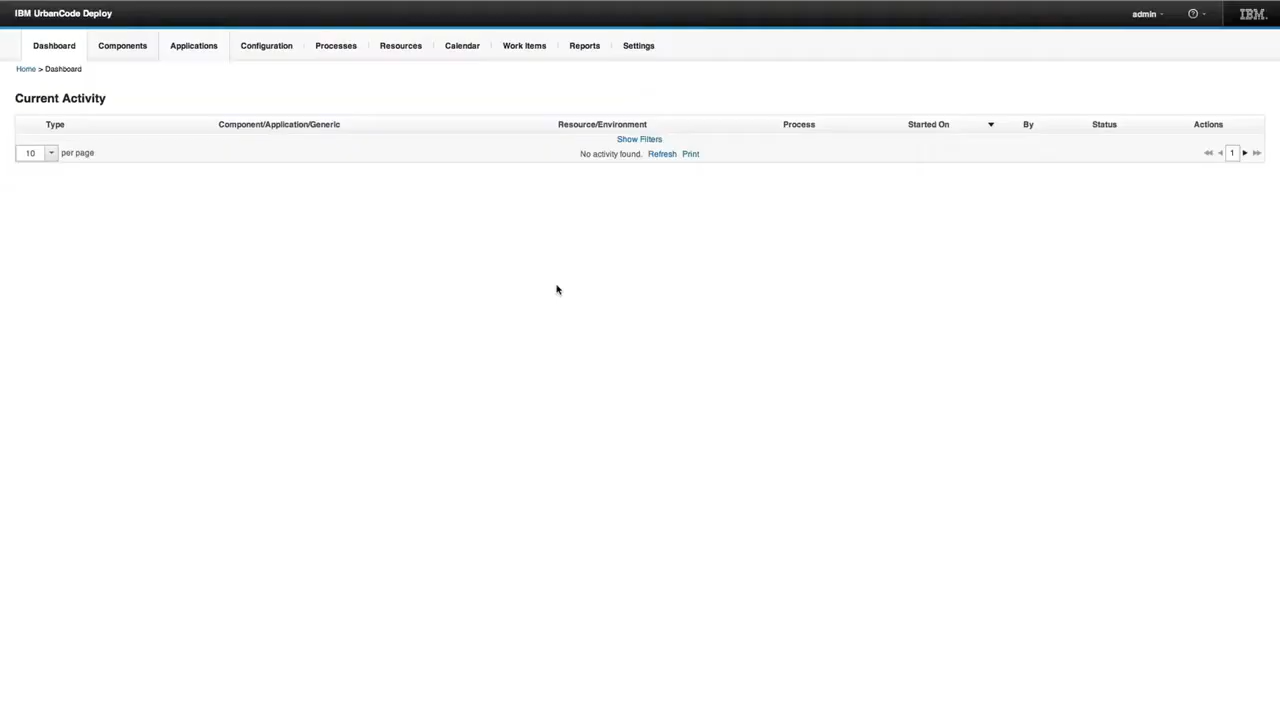 IBM UrbanCode Deploy
admin
IBM
Dashboard Components Applications Configuration Processes Resources Calendar Work Items Reports Settings
Home > Dashboard
Current Activity
Type Component/Application/Generic Resource/Environment Process Started On By Status Actions
Show Filters
10 per page No activity found. Refresh Print 1